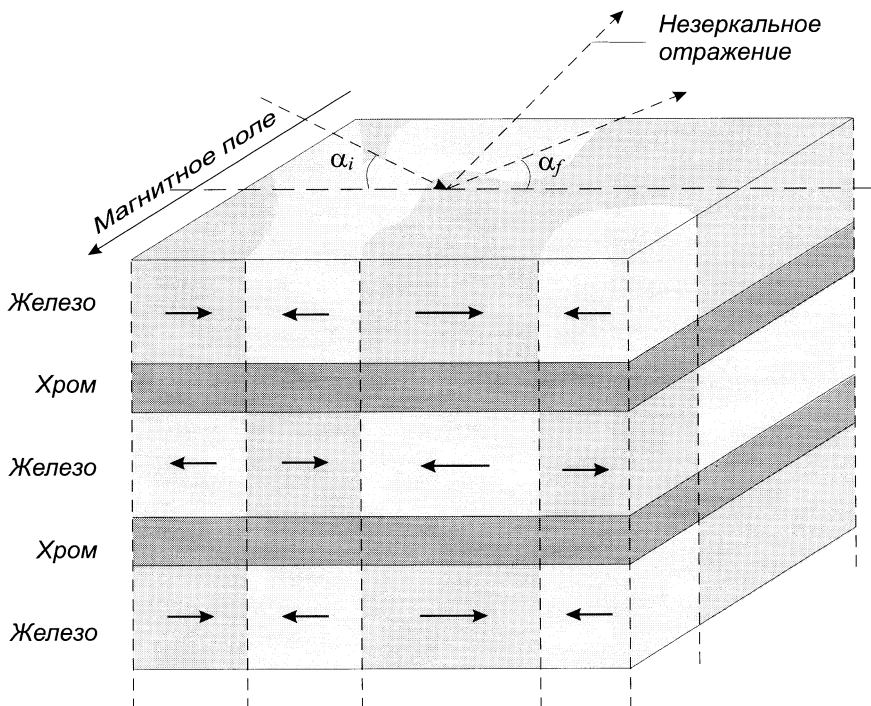 Незеркальное
отражение
Магнитное поле
αi
αf
Железо
Хром
Железо
Хром
Железо